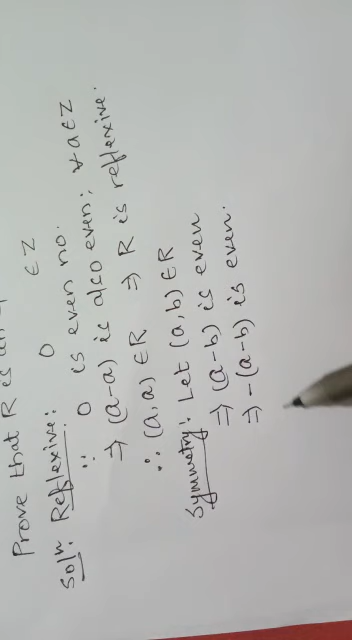 Prove that R is an
Soln: Reflexive: 0 ∈ Z
∵ 0 is even no.
⇒ (a-a) is also even; ∀ a ∈ Z
∴ (a,a) ∈ R ⇒ R is reflexive.
Symmetry: Let (a,b) ∈ R
⇒ (a-b) is even
⇒ -(a-b) is even.